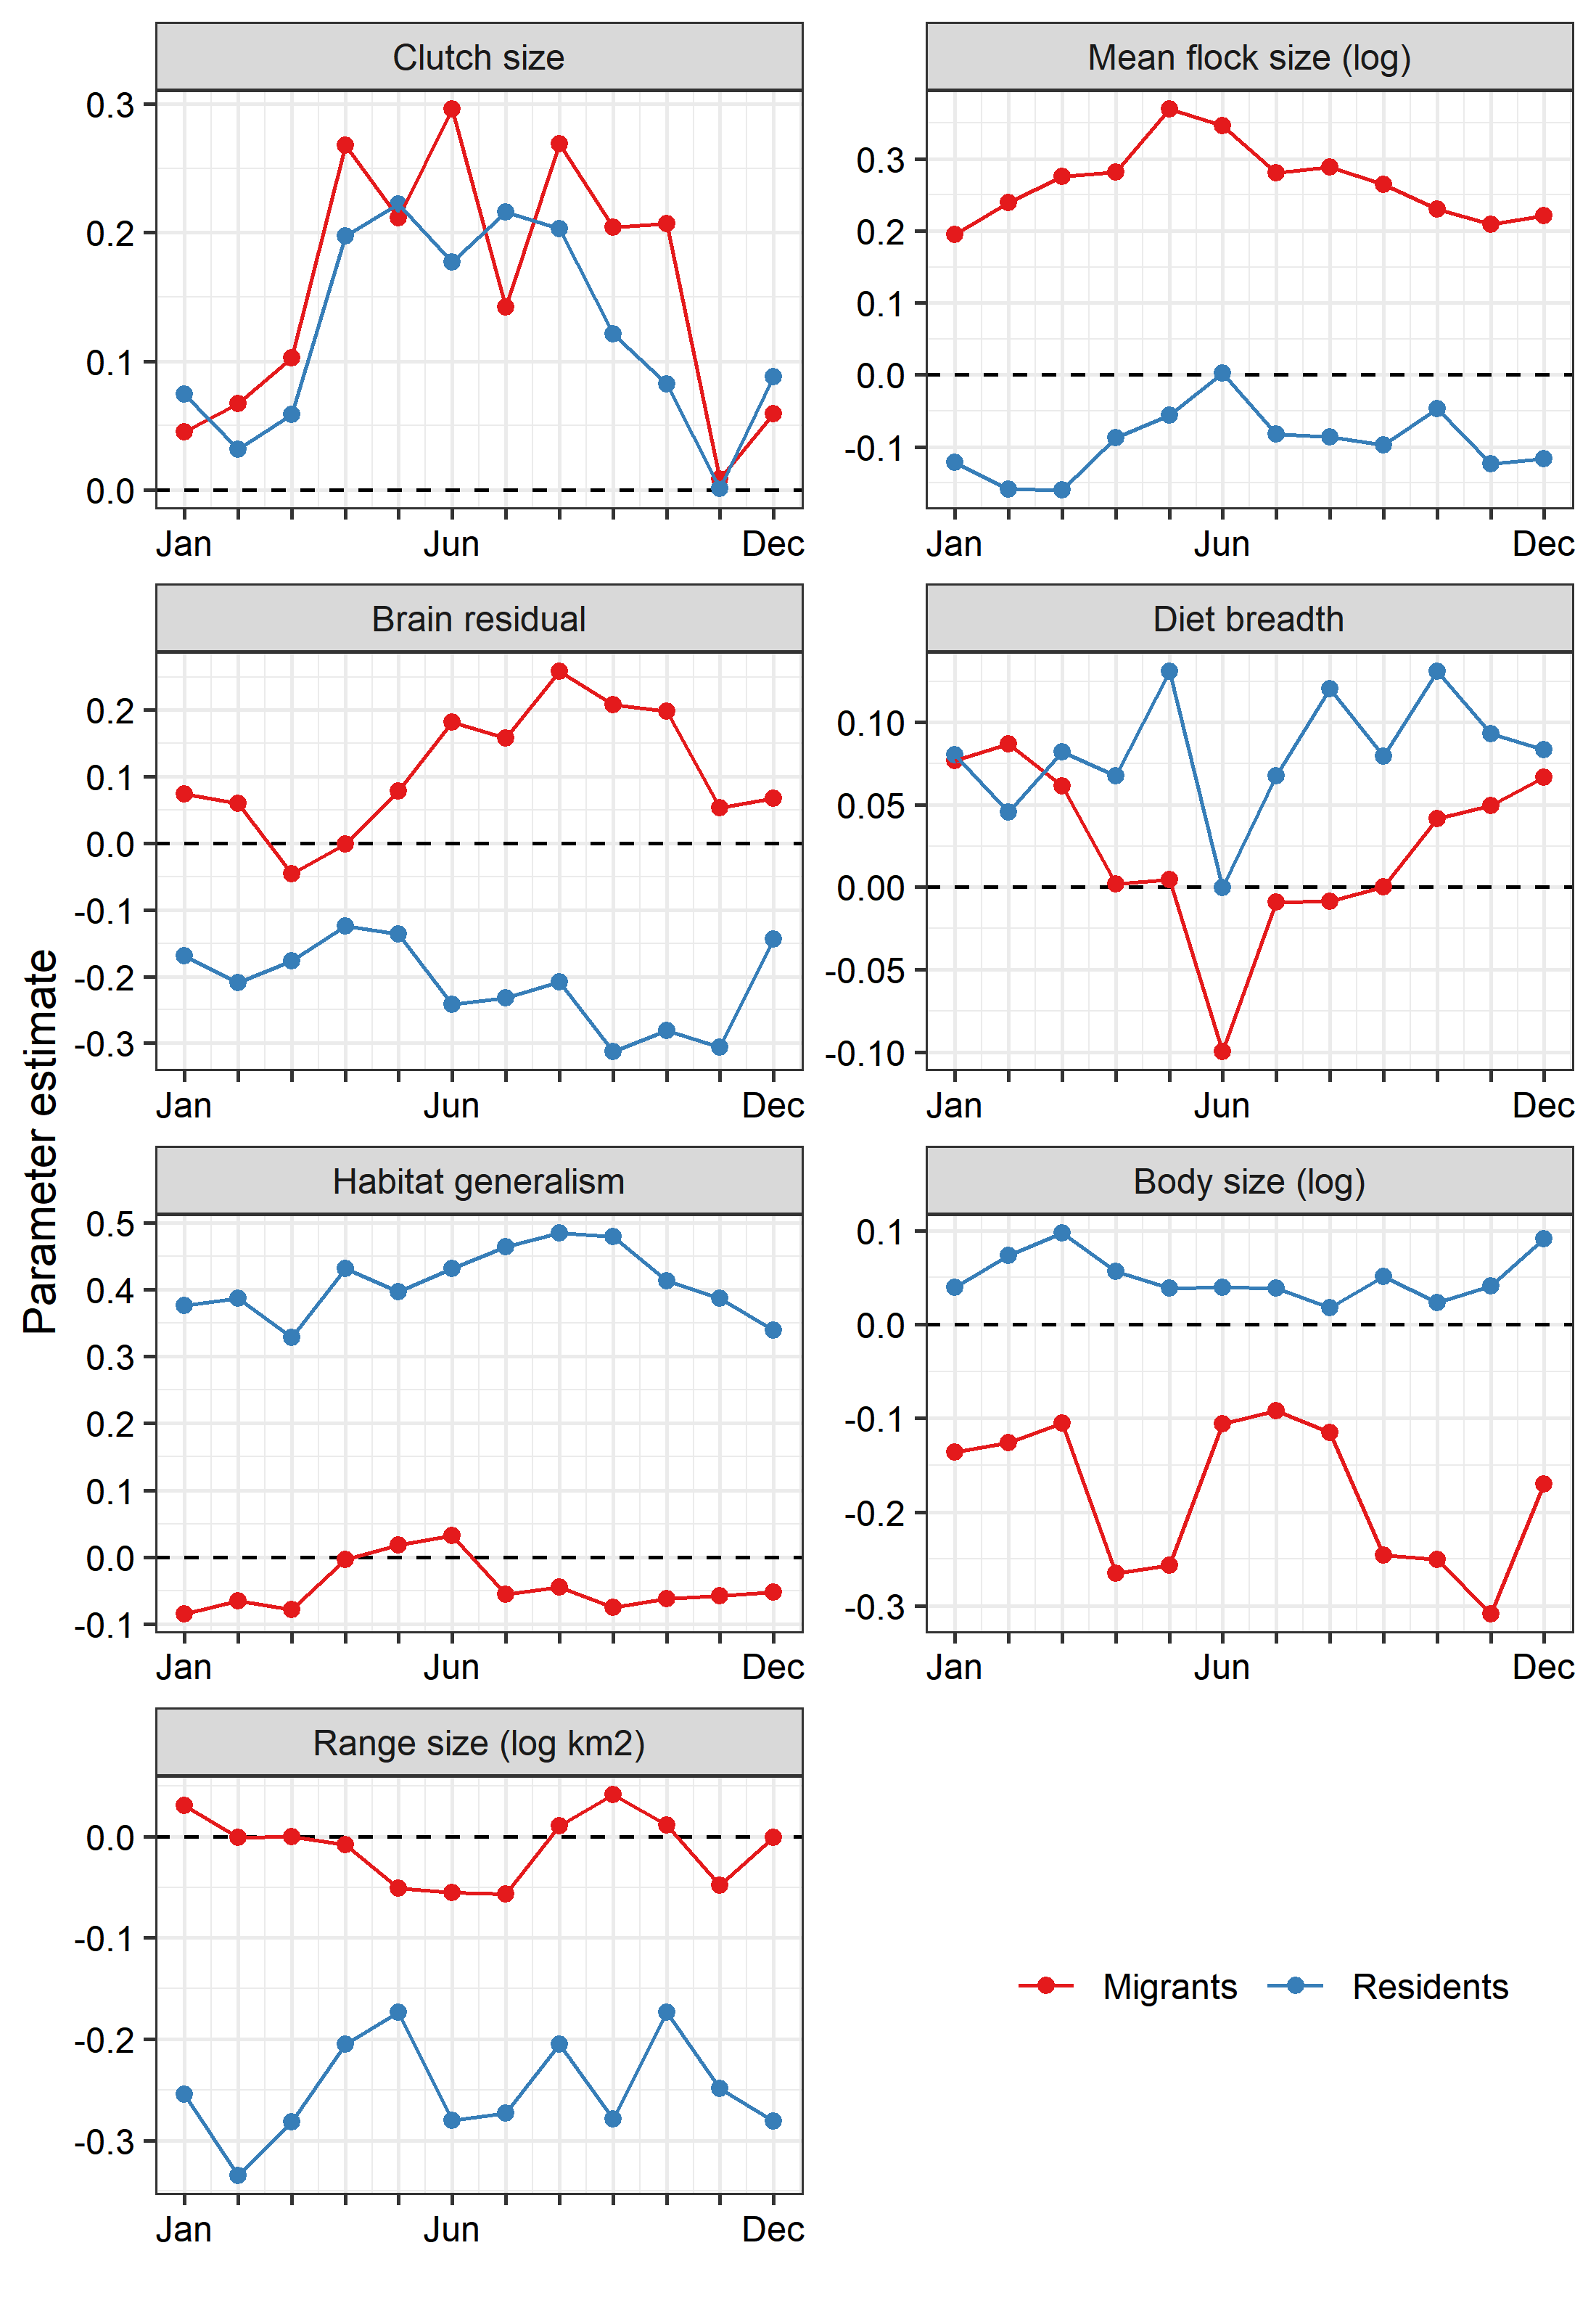 Clutch size
Mean flock size (log)
0.3
0.2
0.1
0.0
0.3
0.2
0.1
0.0
-0.1
Jan Jun Dec
Jan Jun Dec
Brain residual
Diet breadth
0.2
0.1
0.0
-0.1
-0.2
-0.3
0.10
0.05
0.00
-0.05
-0.10
Jan Jun Dec
Jan Jun Dec
Parameter estimate
Habitat generalism
Body size (log)
0.5
0.4
0.3
0.2
0.1
0.0
-0.1
0.1
0.0
-0.1
-0.2
-0.3
Jan Jun Dec
Jan Jun Dec
Range size (log km2)
0.0
-0.1
-0.2
-0.3
Jan Jun Dec
Migrants Residents